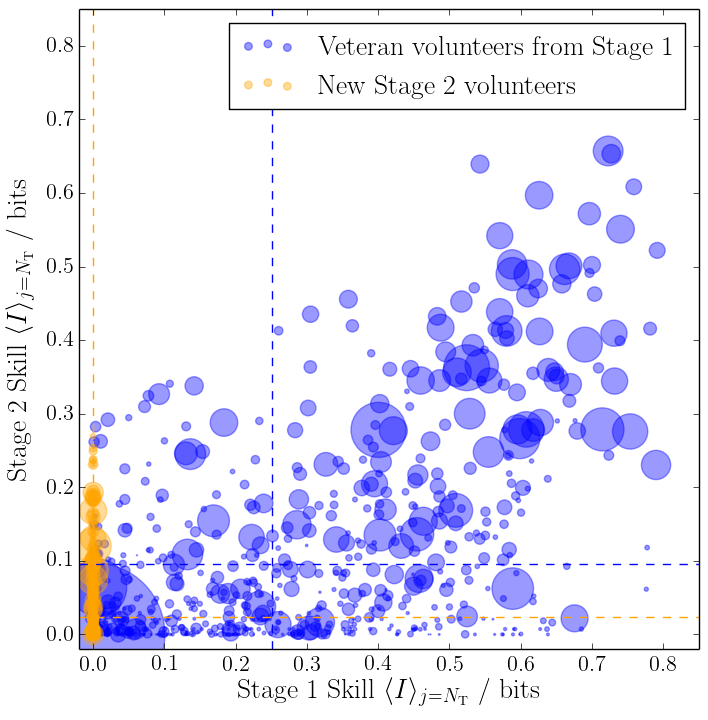 Veteran volunteers from Stage 1
New Stage 2 volunteers
0.8
0.7
0.6
0.5
0.4
0.3
0.2
0.1
0.0
Stage 2 Skill ⟨I⟩j=NT / bits
0.0 0.1 0.2 0.3 0.4 0.5 0.6 0.7 0.8
Stage 1 Skill ⟨I⟩j=NT / bits